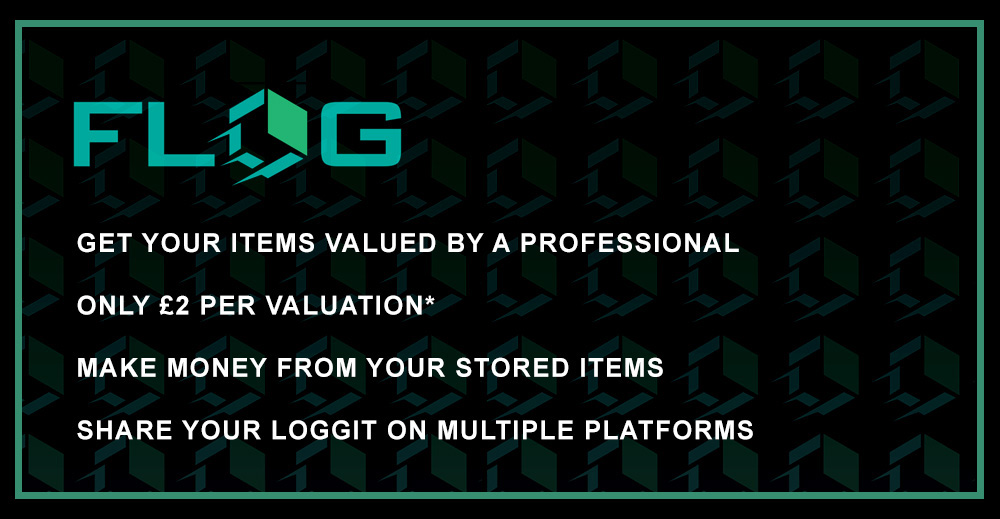 FLOG
GET YOUR ITEMS VALUED BY A PROFESSIONAL
ONLY £2 PER VALUATION*
MAKE MONEY FROM YOUR STORED ITEMS
SHARE YOUR LOGGIT ON MULTIPLE PLATFORMS